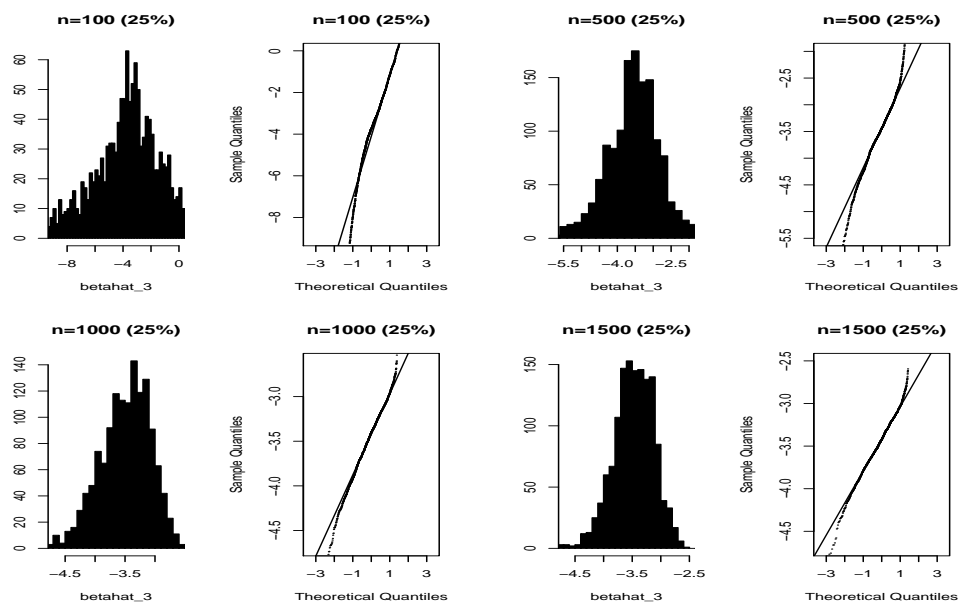 n=100 (25%)
0 10 20 30 40 50 60
−8 −4 0
betahat_3
n=100 (25%)
Sample Quantiles
−8 −6 −4 −2 0
−3 −1 1 3
Theoretical Quantiles
n=500 (25%)
0 50 100 150
−5.5 −4.0 −2.5
betahat_3
n=500 (25%)
Sample Quantiles
−5.5 −4.5 −3.5 −2.5
−3 −1 1 3
Theoretical Quantiles
n=1000 (25%)
0 20 40 60 80 100 120 140
−4.5 −3.5
betahat_3
n=1000 (25%)
Sample Quantiles
−4.5 −4.0 −3.5 −3.0
−3 −1 1 3
Theoretical Quantiles
n=1500 (25%)
0 50 100 150
−4.5 −3.5 −2.5
betahat_3
n=1500 (25%)
Sample Quantiles
−4.5 −4.0 −3.5 −3.0 −2.5
−3 −1 1 3
Theoretical Quantiles